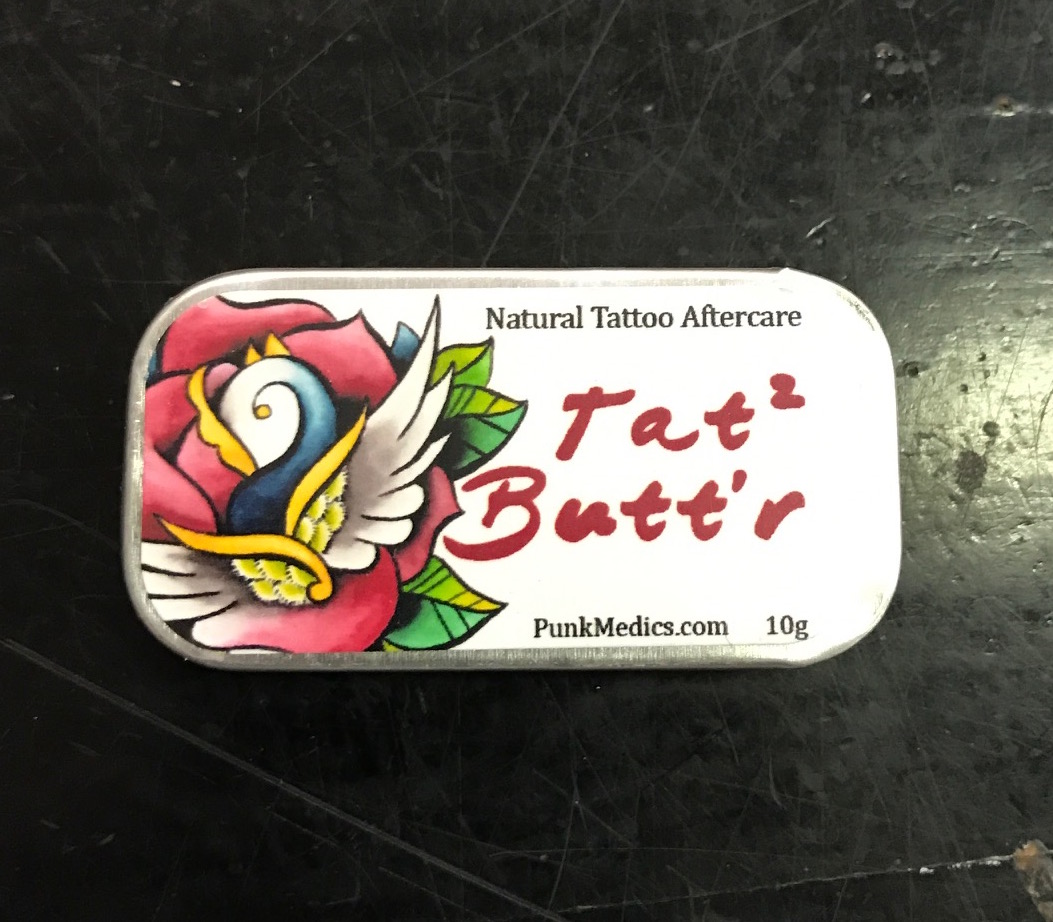 Natural Tattoo Aftercare
Tat²
Butt'r
PunkMedics.com 10g